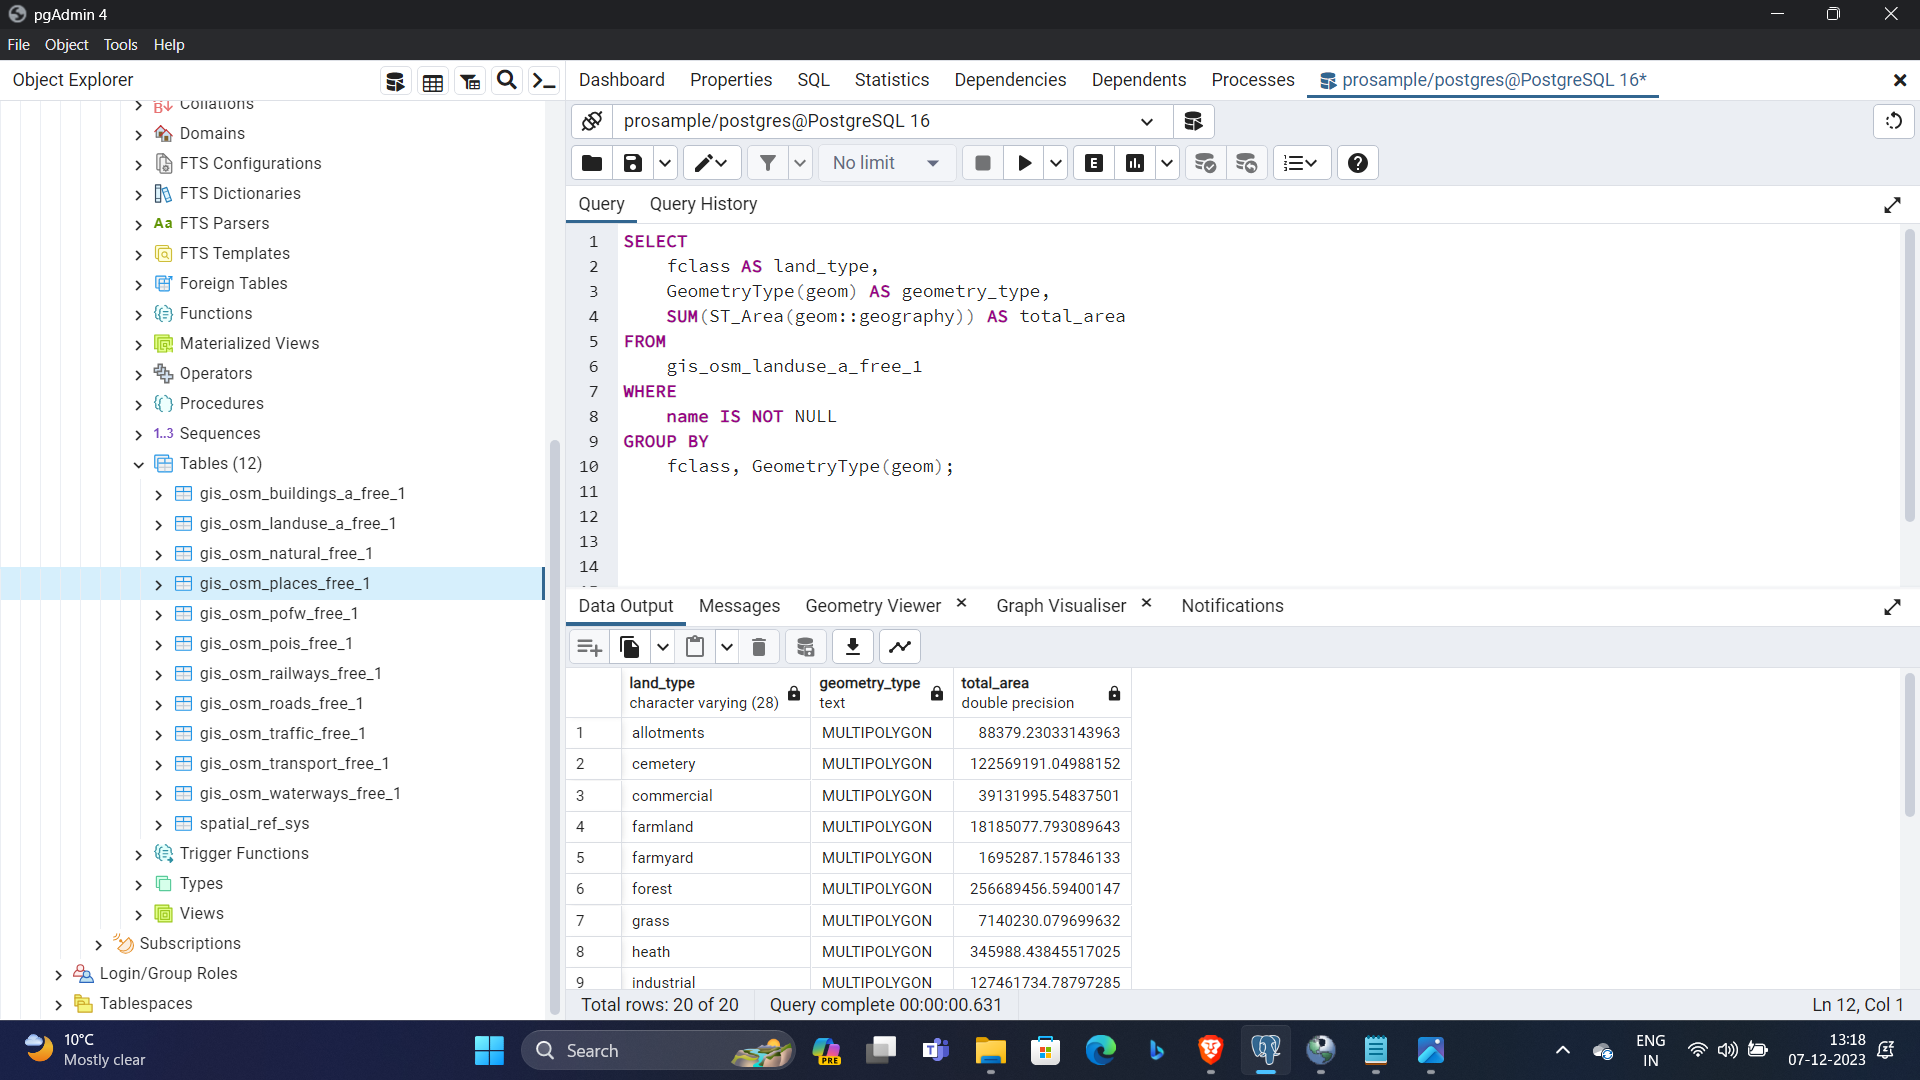 pgAdmin 4
File Object Tools Help
Object Explorer
Dashboard Properties SQL Statistics Dependencies Dependents Processes prosample/postgres@PostgreSQL 16*
Collations
Domains
FTS Configurations
FTS Dictionaries
Aa FTS Parsers
FTS Templates
Foreign Tables
Functions
Materialized Views
Operators
Procedures
1..3 Sequences
Tables (12)
gis_osm_buildings_a_free_1
gis_osm_landuse_a_free_1
gis_osm_natural_free_1
gis_osm_places_free_1
gis_osm_pofw_free_1
gis_osm_pois_free_1
gis_osm_railways_free_1
gis_osm_roads_free_1
gis_osm_traffic_free_1
gis_osm_transport_free_1
gis_osm_waterways_free_1
spatial_ref_sys
Trigger Functions
Types
Views
Subscriptions
Login/Group Roles
Tablespaces
prosample/postgres@PostgreSQL 16
No limit
E
Query Query History
1 SELECT
2 fclass AS land_type,
3 GeometryType(geom) AS geometry_type,
4 SUM(ST_Area(geom::geography)) AS total_area
5 FROM
6 gis_osm_landuse_a_free_1
7 WHERE
8 name IS NOT NULL
9 GROUP BY
10 fclass, GeometryType(geom);
11
12
13
14
Data Output Messages Geometry Viewer Graph Visualiser Notifications
land_type geometry_type total_area
character varying (28) text double precision
1 allotments MULTIPOLYGON 88379.23033143963
2 cemetery MULTIPOLYGON 122569191.04988152
3 commercial MULTIPOLYGON 39131995.54837501
4 farmland MULTIPOLYGON 18185077.793089643
5 farmyard MULTIPOLYGON 1695287.157846133
6 forest MULTIPOLYGON 256689456.59400147
7 grass MULTIPOLYGON 7140230.079699632
8 heath MULTIPOLYGON 345988.43845517025
9 industrial MULTIPOLYGON 127461734.78797285
Total rows: 20 of 20 Query complete 00:00:00.631 Ln 12, Col 1
10°C
Mostly clear
Search
PRE
ENG
IN
13:18
07-12-2023